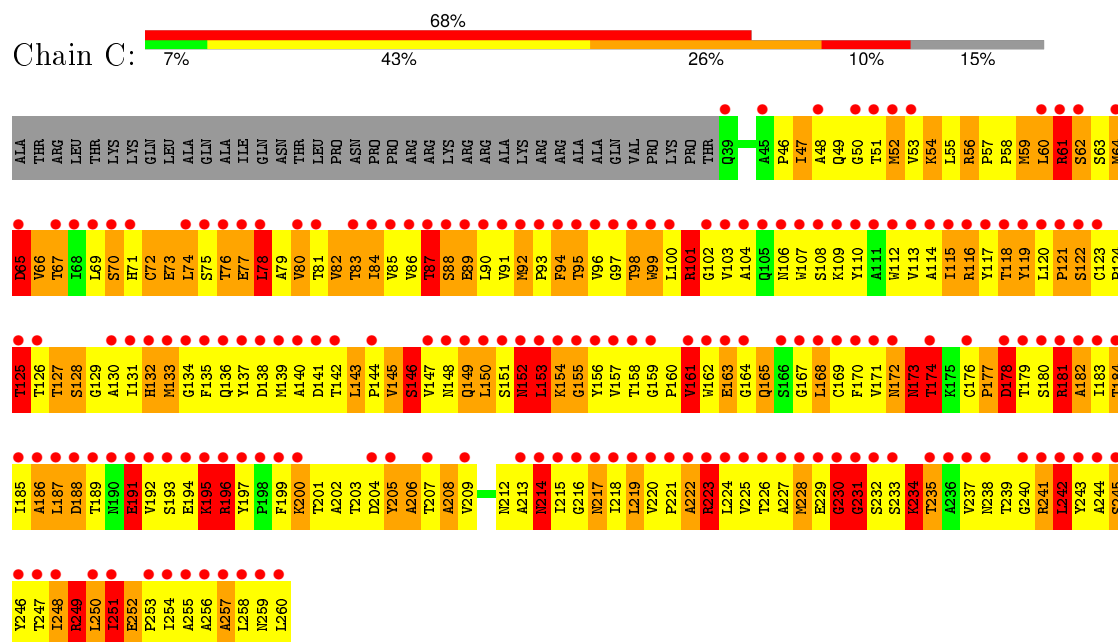 68%
Chain C: 7% 43% 26% 10% 15%
ALA THR ARG LEU THR LYS LYS GLN LEU ALA GLN ALA ILE GLN ASN THR LEU PRO ASN PRO PRO ARG ARG LYS ARG ARG ALA LYS ARG ARG ALA ALA GLN VAL PRO LYS PRO THR Q39 A45 P46 I47 A48 Q49 G50 T51 M52 V53 K54 L55 R56 P57 P58 M59 L60 R61 S62 S63 M64
D65 V66 T67 I68 L69 S70 H71 C72 E73 L74 S75 T76 E77 L78 A79 V80 T81 V82 T83 I84 V85 V86 T87 S88 E89 L90 V91 M92 P93 F94 T95 V96 G97 T98 W99 L100 R101 G102 V103 A104 Q105 N106 W107 S108 K109 Y110 A111 W112 V113 A114 I115 R116 Y117 T118 Y119 L120 P121 S122 C123 P124
T125 T126 T127 S128 G129 A130 I131 H132 M133 G134 F135 Q136 Y137 D138 M139 A140 D141 T142 L143 P144 V145 S146 V147 N148 Q149 L150 S151 N152 L153 K154 G155 Y156 V157 T158 G159 P160 V161 W162 E163 G164 Q165 S166 G167 L168 C169 F170 V171 N172 N173 T174 K175 C176 P177 D178 T179 S180 R181 A182 I183 T184
I185 A186 L187 D188 T189 N190 E191 V192 S193 E194 K195 R196 Y197 P198 F199 K200 T201 A202 T203 D204 Y205 A206 T207 A208 V209 N212 A213 N214 I215 G216 N217 I218 L219 V220 P221 A222 R223 L224 V225 T226 A227 M228 E229 G230 G231 S232 S233 K234 T235 A236 V237 N238 T239 G240 R241 L242 Y243 A244 S245
Y246 T247 I248 R249 L250 I251 E252 P253 I254 A255 A256 A257 L258 N259 L260